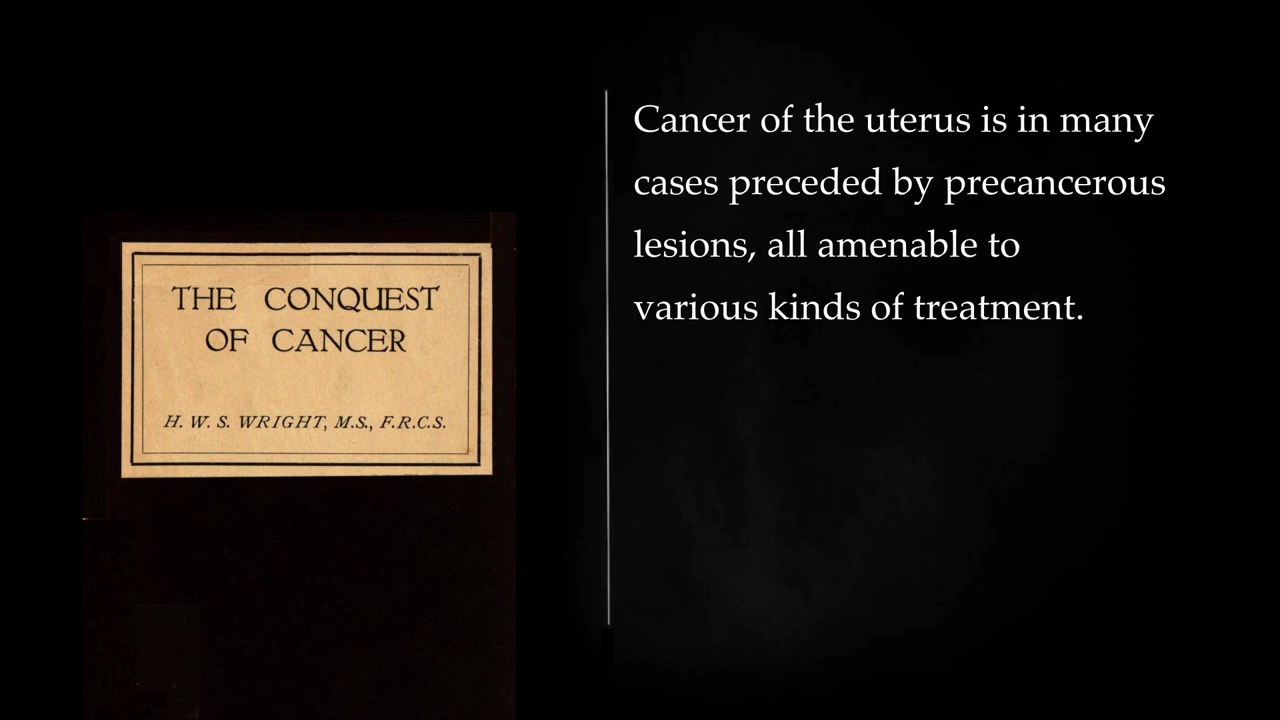 THE CONQUEST
OF CANCER
H. W. S. WRIGHT, M.S., F.R.C.S.
Cancer of the uterus is in many
cases preceded by precancerous
lesions, all amenable to
various kinds of treatment.